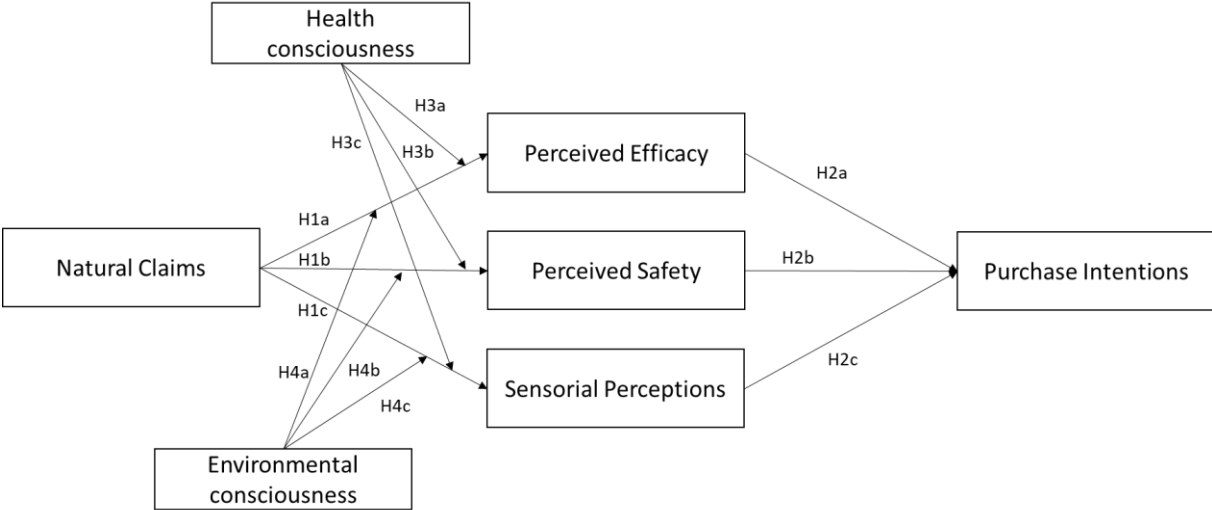 Health
consciousness
H3a
H3c
H3b
Perceived Efficacy
H2a
H1a
Natural Claims
H1b
Perceived Safety
H2b
Purchase Intentions
H1c
H4a
H4b
H4c
Sensorial Perceptions
H2c
Environmental
consciousness